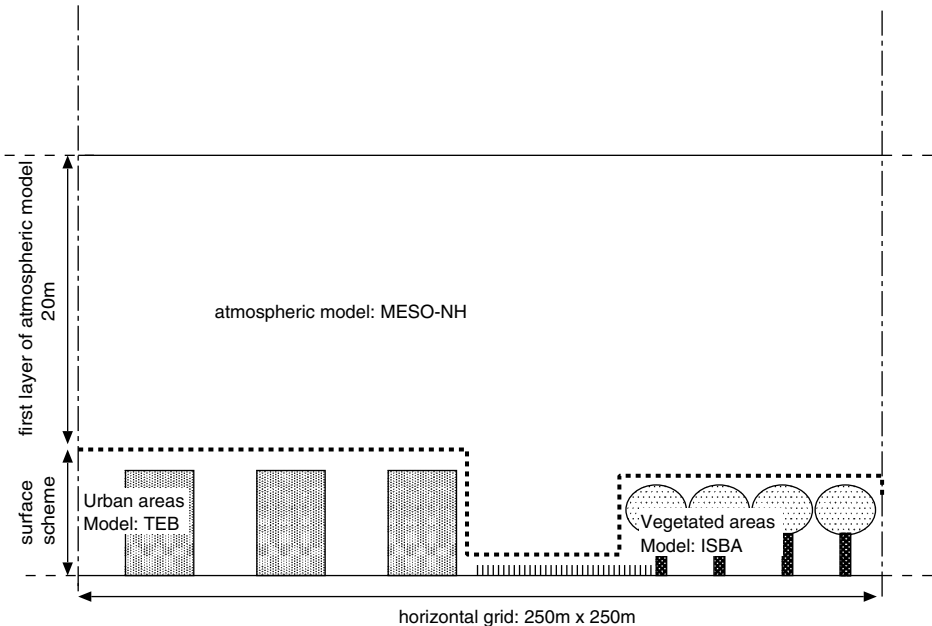 first layer of atmospheric model
20m
atmospheric model: MESO-NH
surface
scheme
Urban areas
Model: TEB
Vegetated areas
Model: ISBA
horizontal grid: 250m x 250m